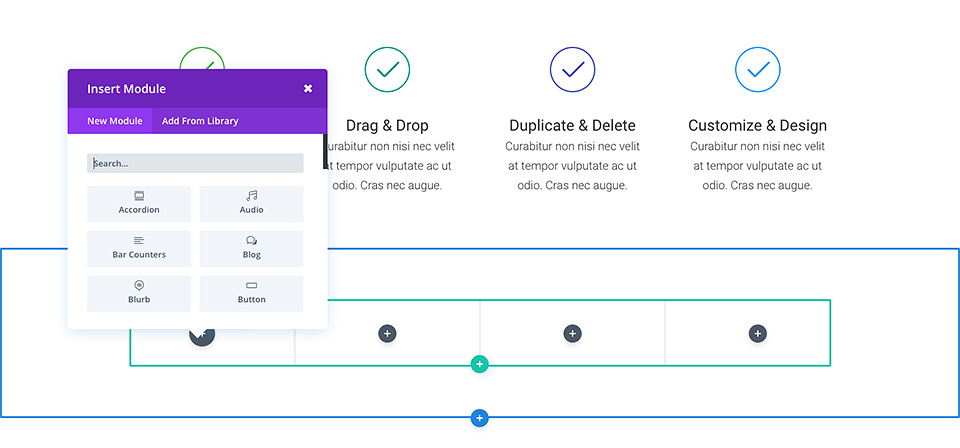 Insert Module
New Module
Add From Library
Search...
Accordion
Audio
Bar Counters
Blog
Blurb
Button
Drag & Drop
urabitur non nisi nec velit
at tempor vulputate ac ut
odio. Cras nec augue.
Duplicate & Delete
Curabitur non nisi nec velit
at tempor vulputate ac ut
odio. Cras nec augue.
Customize & Design
Curabitur non nisi nec velit
at tempor vulputate ac ut
odio. Cras nec augue.